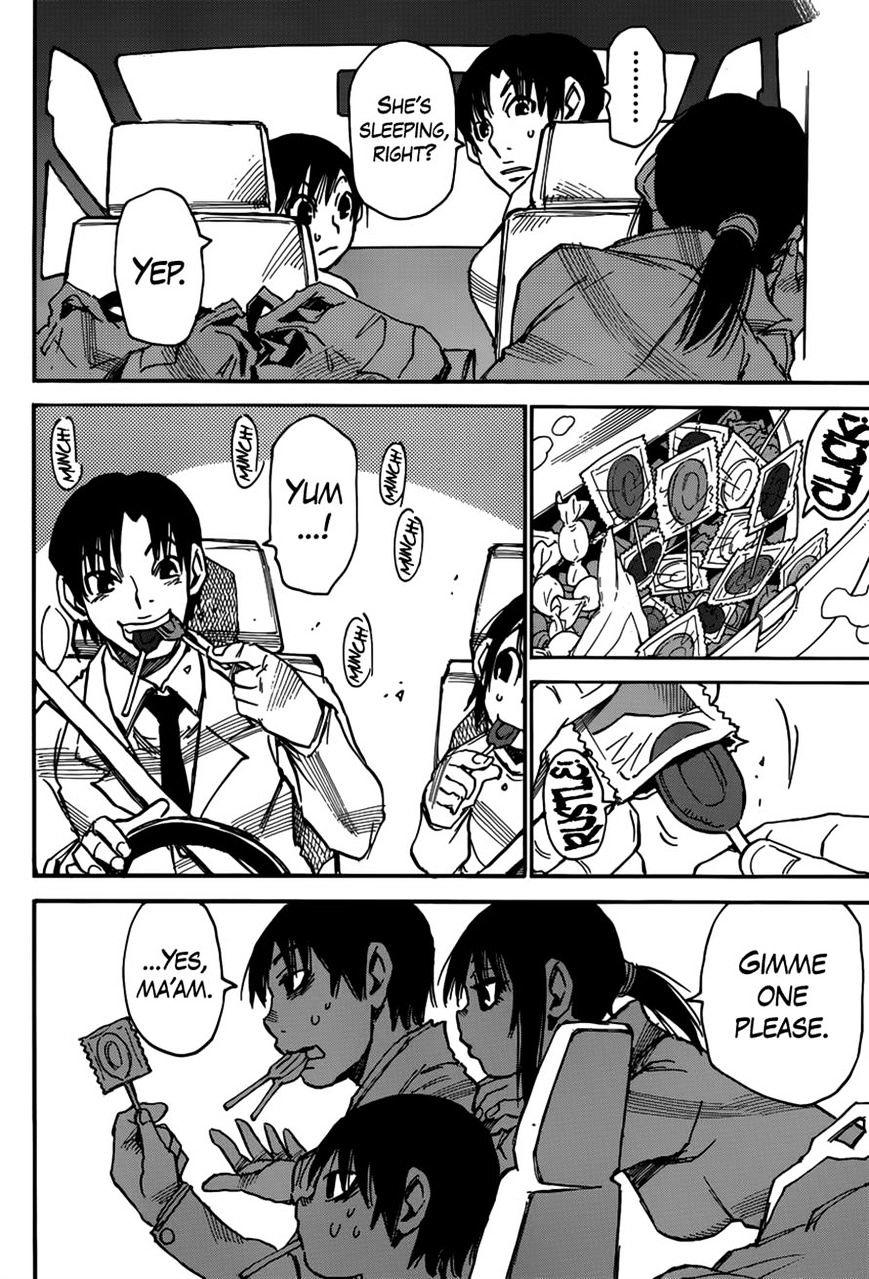 ........
SHE'S
SLEEPING,
RIGHT?
YEP.
CLICK!
RUSTLE!
MUNCH!
MUNCH!
MUNCH!
MUNCH!
MUNCH!
YUM
...!
GIMME
ONE
PLEASE.
...YES,
MA'AM.